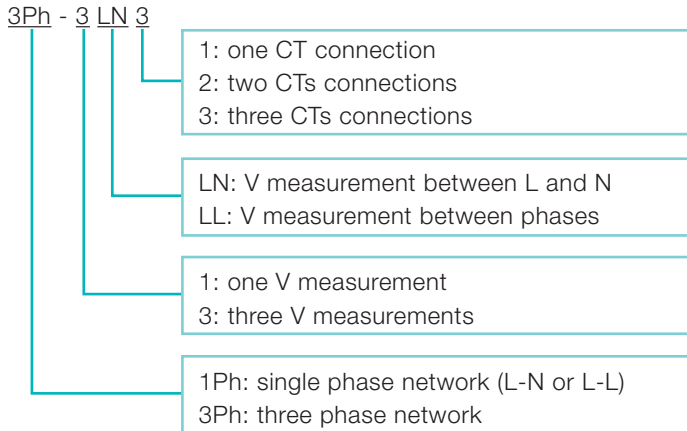 3Ph - 3 LN 3
1: one CT connection
2: two CTs connections
3: three CTs connections
LN: V measurement between L and N
LL: V measurement between phases
1: one V measurement
3: three V measurements
1Ph: single phase network (L-N or L-L)
3Ph: three phase network